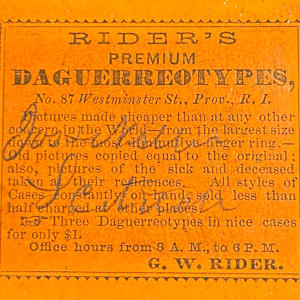 RIDER'S
PREMIUM
DAGUERREOTYPES,
No. 87 Westminster St., Prov., R. I.
Pictures made cheaper than at any other
concern in the World—from the largest size
down to the most diminutive finger ring.—
Old pictures copied equal to the original;
also, pictures of the sick and deceased
taken at their residences. All styles of
Cases constantly on hand, sold less than
half charged at other places.
☞ Three Daguerreotypes in nice cases
for only $1.
Office hours from 8 A. M., to 6 P. M.
G. W. RIDER.